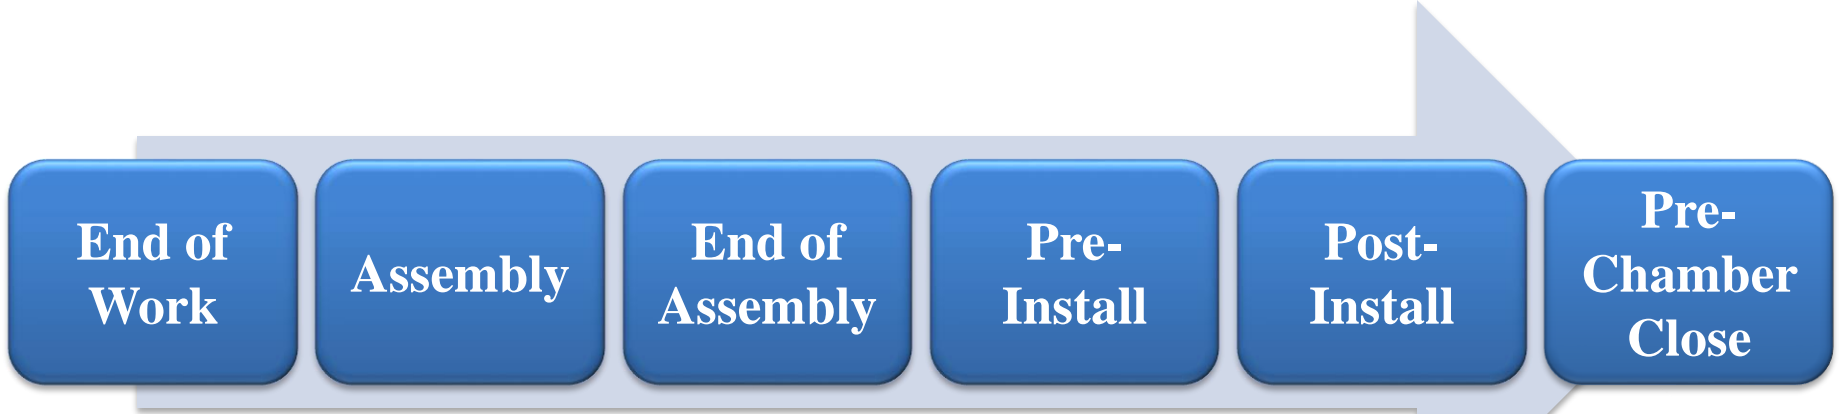 End of
Work
Assembly
End of
Assembly
Pre-
Install
Post-
Install
Pre-
Chamber
Close